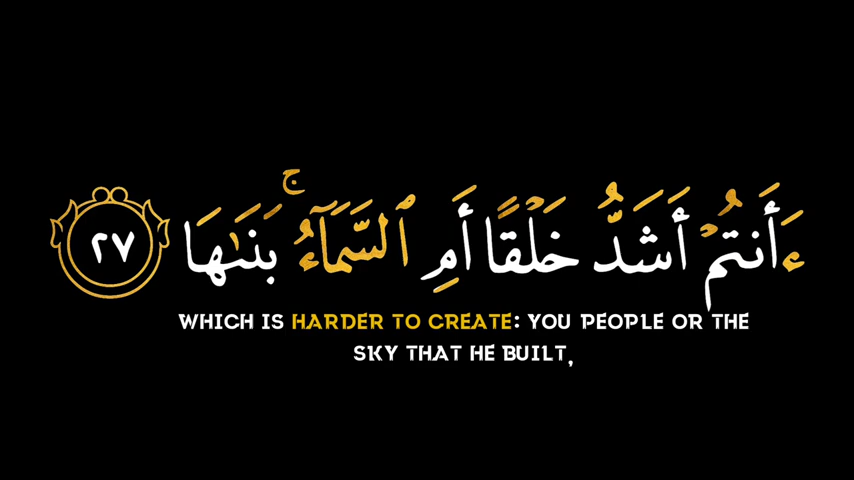 ءَأَنتُمْ أَشَدُّ خَلْقًا أَمِ ٱلسَّمَآءُ ۚ بَنَىٰهَا ٢٧
WHICH IS HARDER TO CREATE: YOU PEOPLE OR THE
SKY THAT HE BUILT,